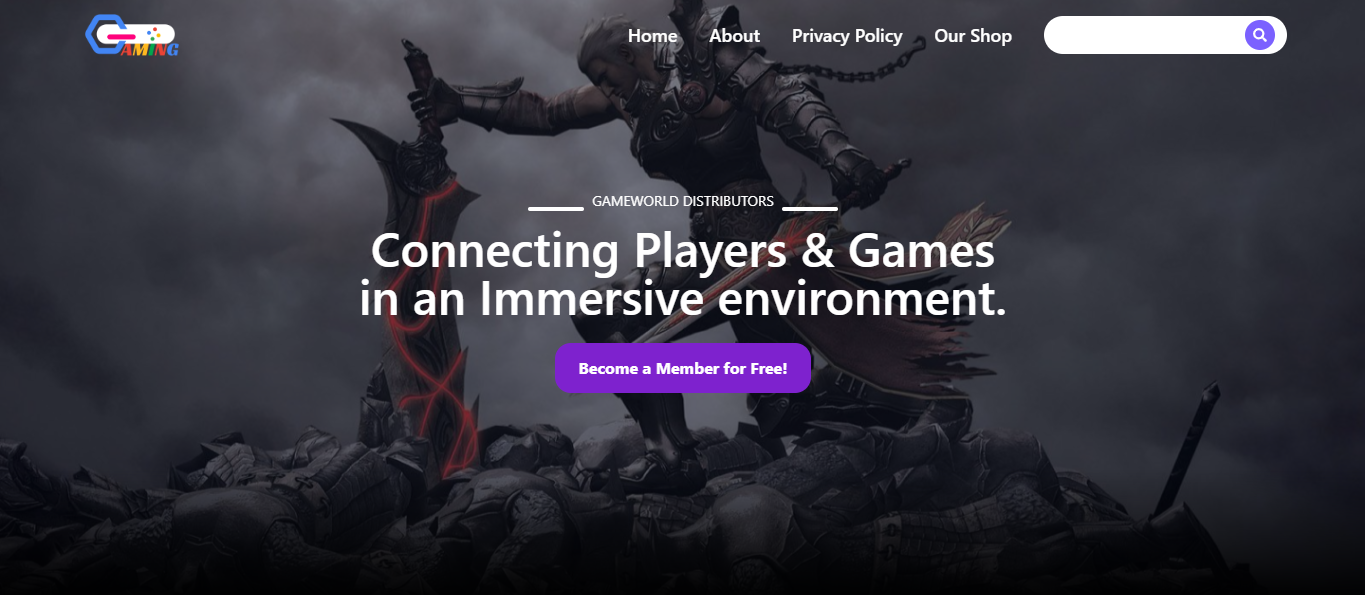 GAMING
Home About Privacy Policy Our Shop
GAMEWORLD DISTRIBUTORS
Connecting Players & Games
in an Immersive environment.
Become a Member for Free!